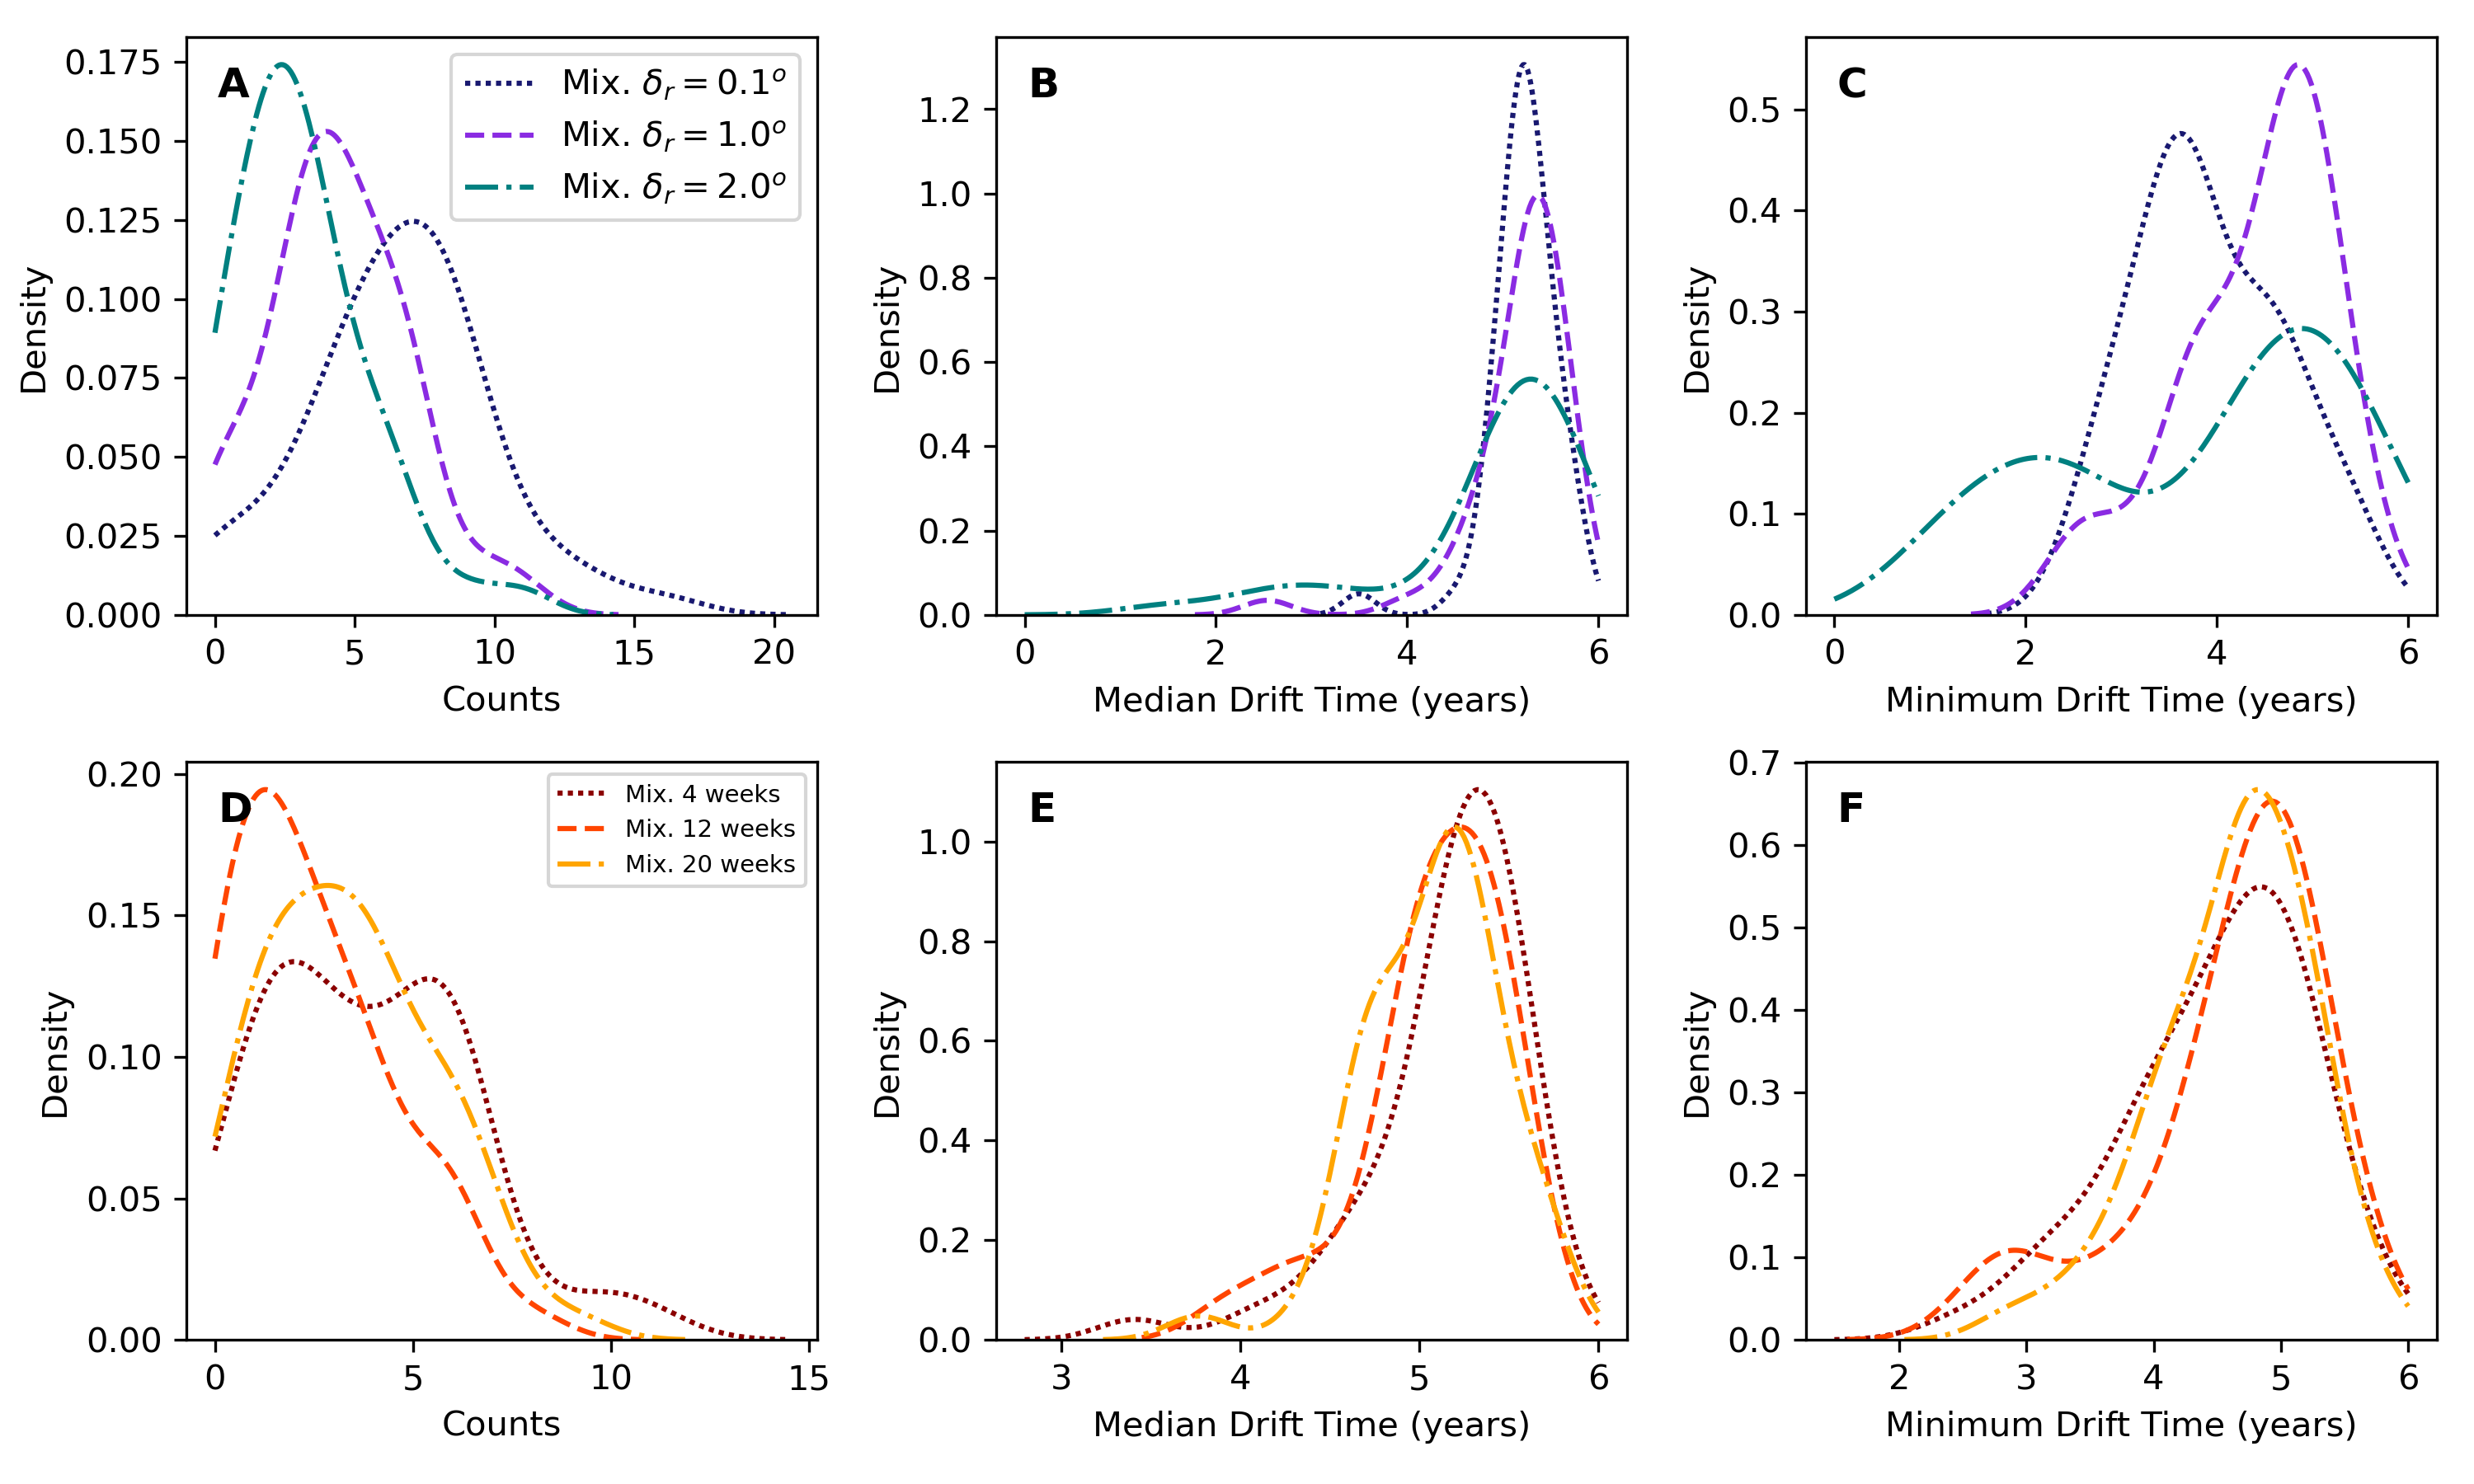 A
Mix. δr = 0.1o
Mix. δr = 1.0o
Mix. δr = 2.0o
Density
0.175
0.150
0.125
0.100
0.075
0.050
0.025
0.000
0 5 10 15 20
Counts
B
Density
1.2
1.0
0.8
0.6
0.4
0.2
0.0
0 2 4 6
Median Drift Time (years)
C
Density
0.5
0.4
0.3
0.2
0.1
0.0
0 2 4 6
Minimum Drift Time (years)
D
Mix. 4 weeks
Mix. 12 weeks
Mix. 20 weeks
Density
0.20
0.15
0.10
0.05
0.00
0 5 10 15
Counts
E
Density
1.0
0.8
0.6
0.4
0.2
0.0
3 4 5 6
Median Drift Time (years)
F
Density
0.7
0.6
0.5
0.4
0.3
0.2
0.1
0.0
2 3 4 5 6
Minimum Drift Time (years)